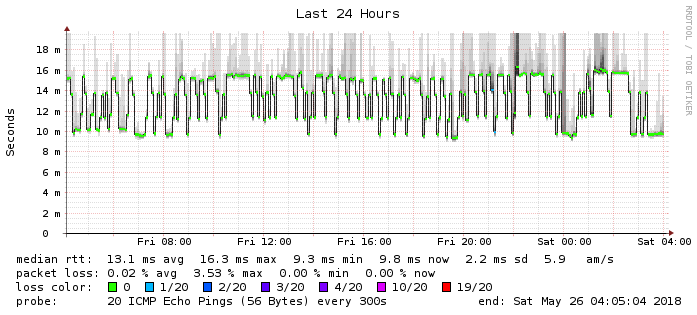 Last 24 Hours
RRDTOOL / TOBI OETIKER
Seconds
18 m
16 m
14 m
12 m
10 m
8 m
6 m
4 m
2 m
0
Fri 08:00 Fri 12:00 Fri 16:00 Fri 20:00 Sat 00:00 Sat 04:00
median rtt: 13.1 ms avg 16.3 ms max 9.3 ms min 9.8 ms now 2.2 ms sd 5.9 am/s
packet loss: 0.02 % avg 3.53 % max 0.00 % min 0.00 % now
loss color: 0 1/20 2/20 3/20 4/20 10/20 19/20
probe: 20 ICMP Echo Pings (56 Bytes) every 300s end: Sat May 26 04:05:04 2018